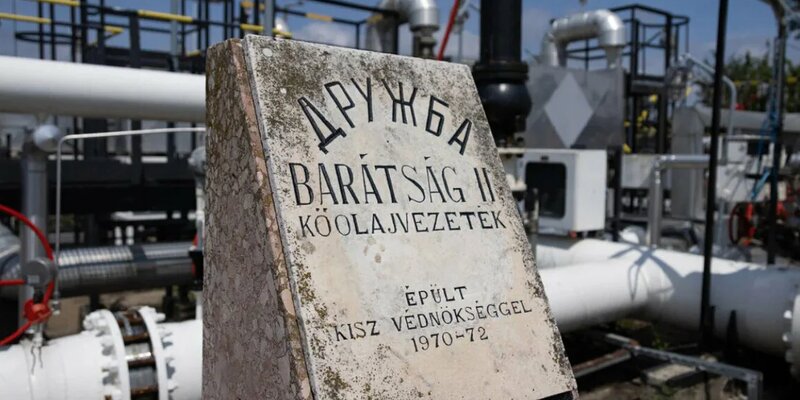 ДРУЖБА
BARÁTSÁG II
KŐOLAJVEZETÉK
ÉPÜLT
KISZ VÉDNÖKSÉGGEL
1970-72